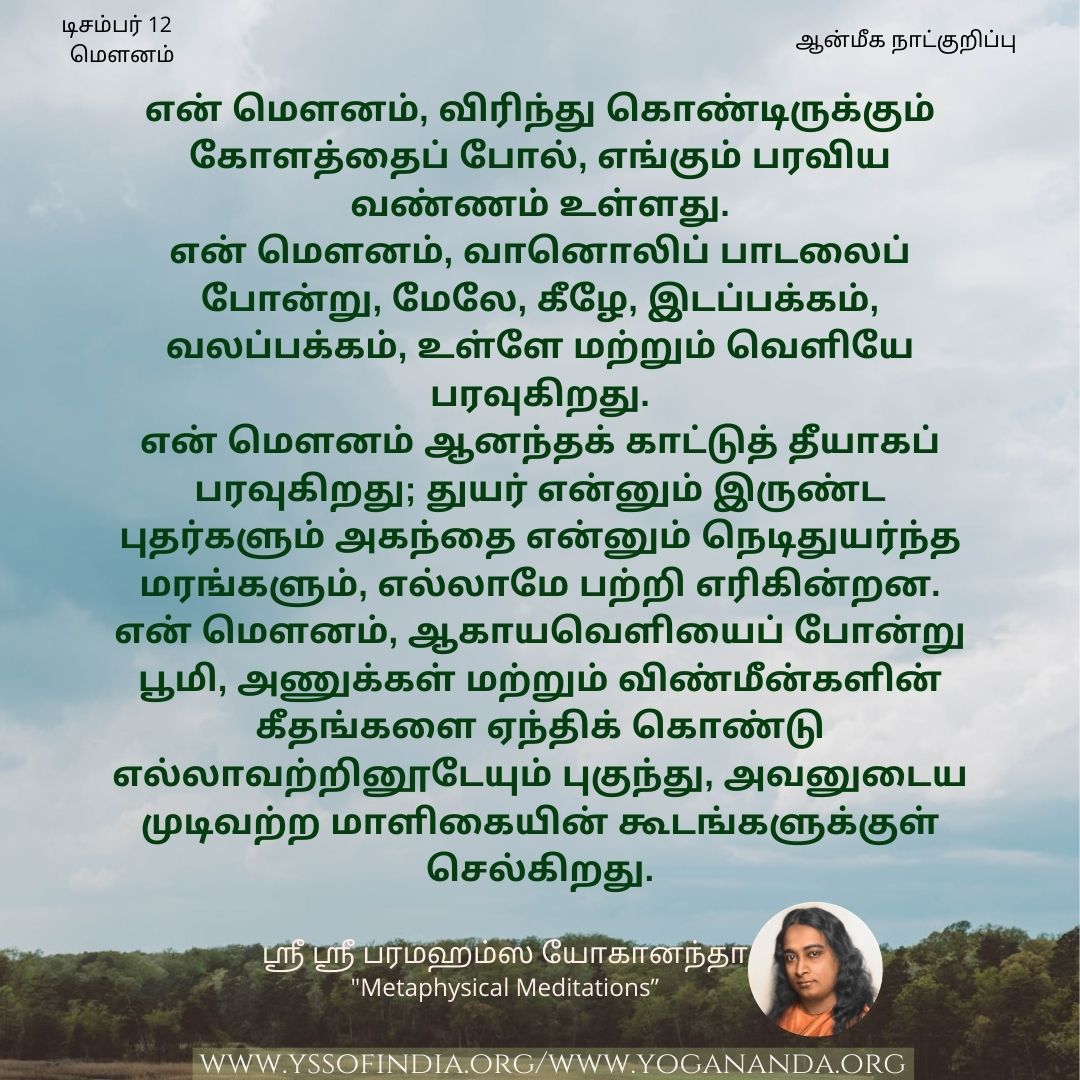 டிசம்பர் 12
மௌனம்
ஆன்மீக நாட்குறிப்பு
என் மௌனம், விரிந்து கொண்டிருக்கும்
கோளத்தைப் போல், எங்கும் பரவிய
வண்ணம் உள்ளது.
என் மௌனம், வானொலிப் பாடலைப்
போன்று, மேலே, கீழே, இடப்பக்கம்,
வலப்பக்கம், உள்ளே மற்றும் வெளியே
பரவுகிறது.
என் மௌனம் ஆனந்தக் காட்டுத் தீயாகப்
பரவுகிறது; துயர் என்னும் இருண்ட
புதர்களும் அகந்தை என்னும் நெடிதுயர்ந்த
மரங்களும், எல்லாமே பற்றி எரிகின்றன.
என் மௌனம், ஆகாயவெளியைப் போன்று
பூமி, அணுக்கள் மற்றும் விண்மீன்களின்
கீதங்களை ஏந்திக் கொண்டு
எல்லாவற்றினூடேயும் புகுந்து, அவனுடைய
முடிவற்ற மாளிகையின் கூடங்களுக்குள்
செல்கிறது.
ஸ்ரீ ஸ்ரீ பரமஹம்ஸ யோகானந்தா
"Metaphysical Meditations”
WWW.YSSOFINDIA.ORG/WWW.YOGANANDA.ORG